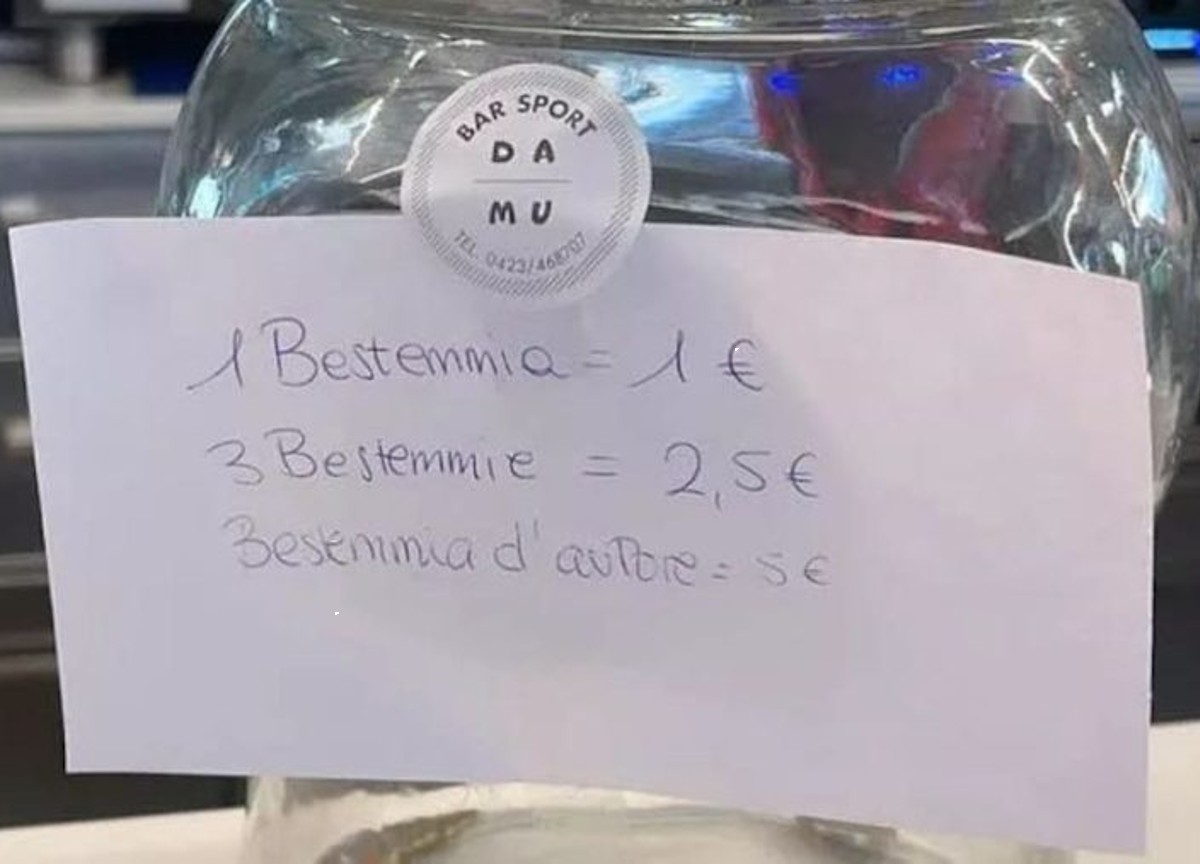 BAR SPORT
DA
MU
TEL. 0423/468707
1 Bestemmia = 1 €
3 Bestemmie = 2,5 €
Bestemmia d'autore = 5 €